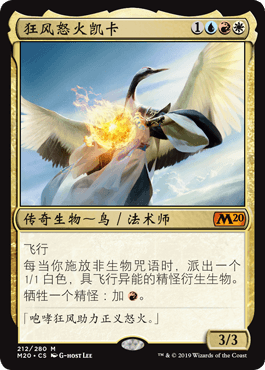 狂风怒火凯卡 1
传奇生物～鸟 / 法术师 M20
飞行
每当你施放非生物咒语时，派出一个
1/1 白色，具飞行异能的精怪衍生生物。
牺牲一个精怪：加 。
「咆哮狂风助力正义怒火。」
3/3
212/280 M
M20 • CS G-HOST LEE
™ & © 2019 Wizards of the Coast